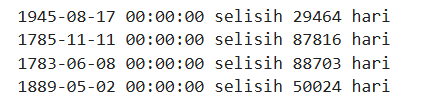 1945-08-17 00:00:00 selisih 29464 hari
1785-11-11 00:00:00 selisih 87816 hari
1783-06-08 00:00:00 selisih 88703 hari
1889-05-02 00:00:00 selisih 50024 hari